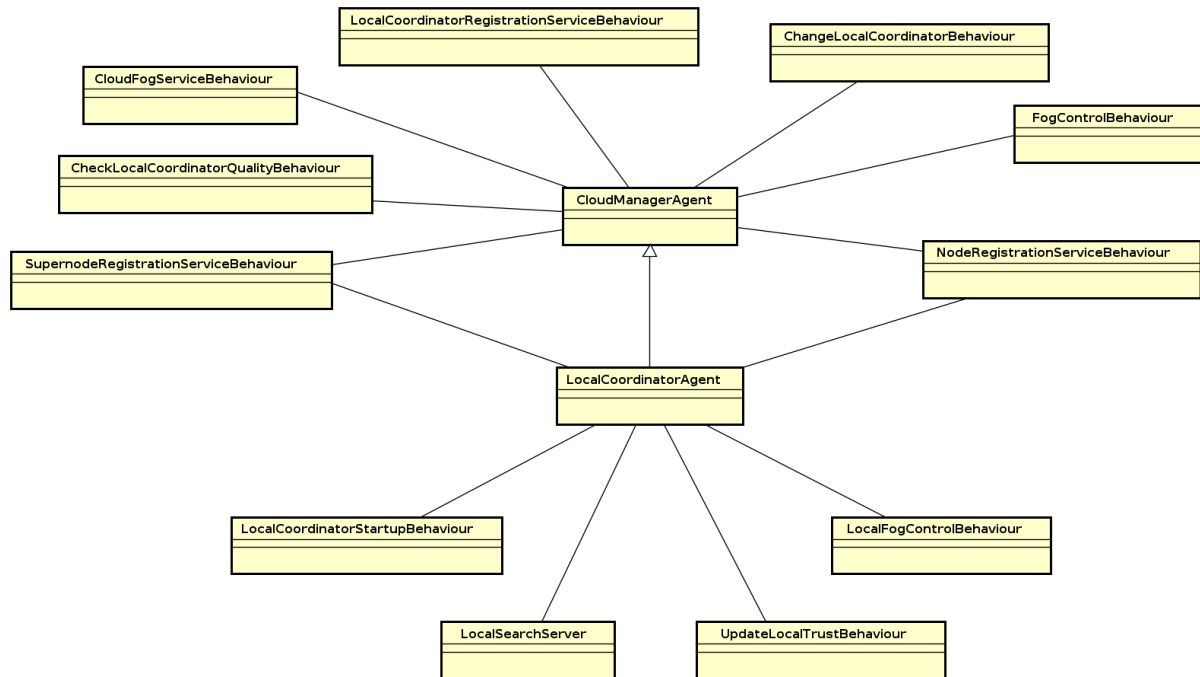 LocalCoordinatorRegistrationServiceBehaviour
ChangeLocalCoordinatorBehaviour
CloudFogServiceBehaviour
FogControlBehaviour
CheckLocalCoordinatorQualityBehaviour
CloudManagerAgent
SupernodeRegistrationServiceBehaviour
NodeRegistrationServiceBehaviour
LocalCoordinatorAgent
LocalCoordinatorStartupBehaviour
LocalFogControlBehaviour
LocalSearchServer
UpdateLocalTrustBehaviour